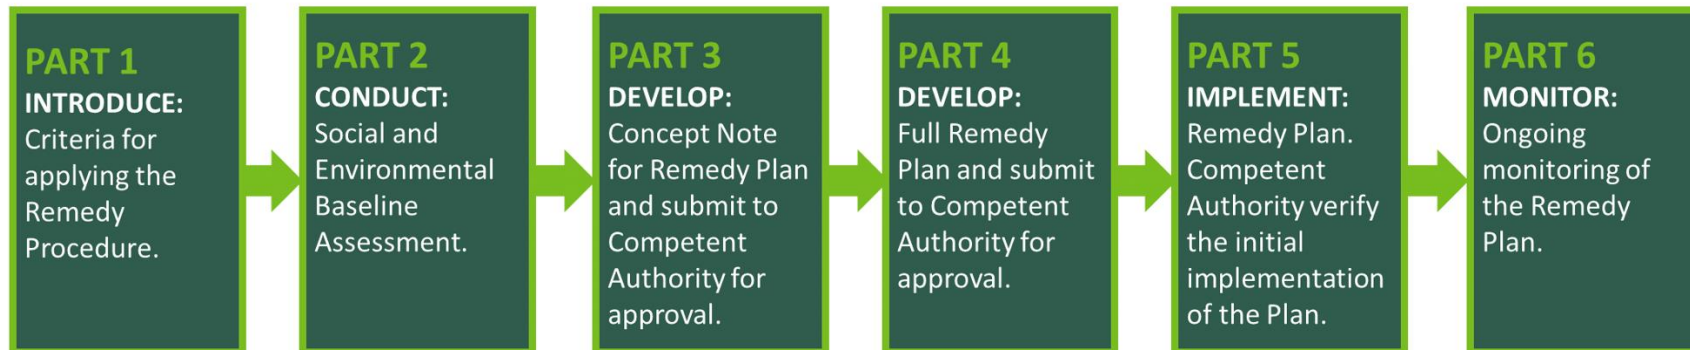 PART 1
INTRODUCE:
Criteria for
applying the
Remedy
Procedure.
PART 2
CONDUCT:
Social and
Environmental
Baseline
Assessment.
PART 3
DEVELOP:
Concept Note
for Remedy Plan
and submit to
Competent
Authority for
approval.
PART 4
DEVELOP:
Full Remedy
Plan and submit
to Competent
Authority for
approval.
PART 5
IMPLEMENT:
Remedy Plan.
Competent
Authority verify
the initial
implementation
of the Plan.
PART 6
MONITOR:
Ongoing
monitoring of
the Remedy
Plan.